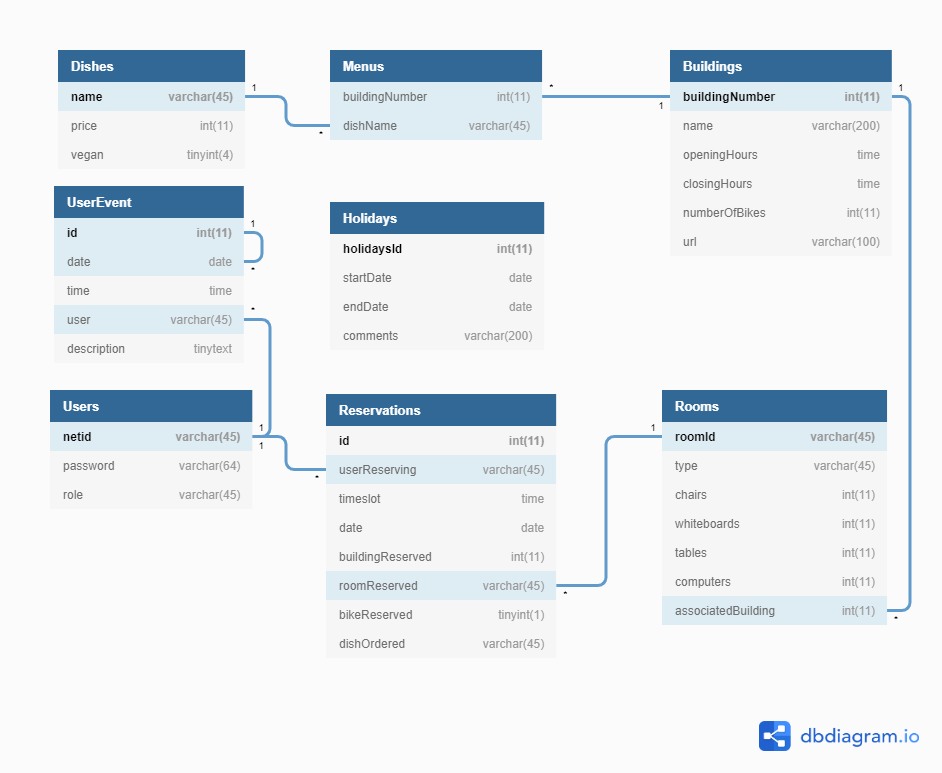 Dishes
name varchar(45)
price int(11)
vegan tinyint(4)
1
*
Menus
buildingNumber int(11)
dishName varchar(45)
*
1
Buildings
buildingNumber int(11)
name varchar(200)
openingHours time
closingHours time
numberOfBikes int(11)
url varchar(100)
1
UserEvent
id int(11)
date date
time time
user varchar(45)
description tinytext
1
*
*
Holidays
holidaysId int(11)
startDate date
endDate date
comments varchar(200)
Users
netid varchar(45)
password varchar(64)
role varchar(45)
1
1
*
Reservations
id int(11)
userReserving varchar(45)
timeslot time
date date
buildingReserved int(11)
roomReserved varchar(45)
bikeReserved tinyint(1)
dishOrdered varchar(45)
*
1
Rooms
roomId varchar(45)
type varchar(45)
chairs int(11)
whiteboards int(11)
tables int(11)
computers int(11)
associatedBuilding int(11)
*
dbdiagram.io